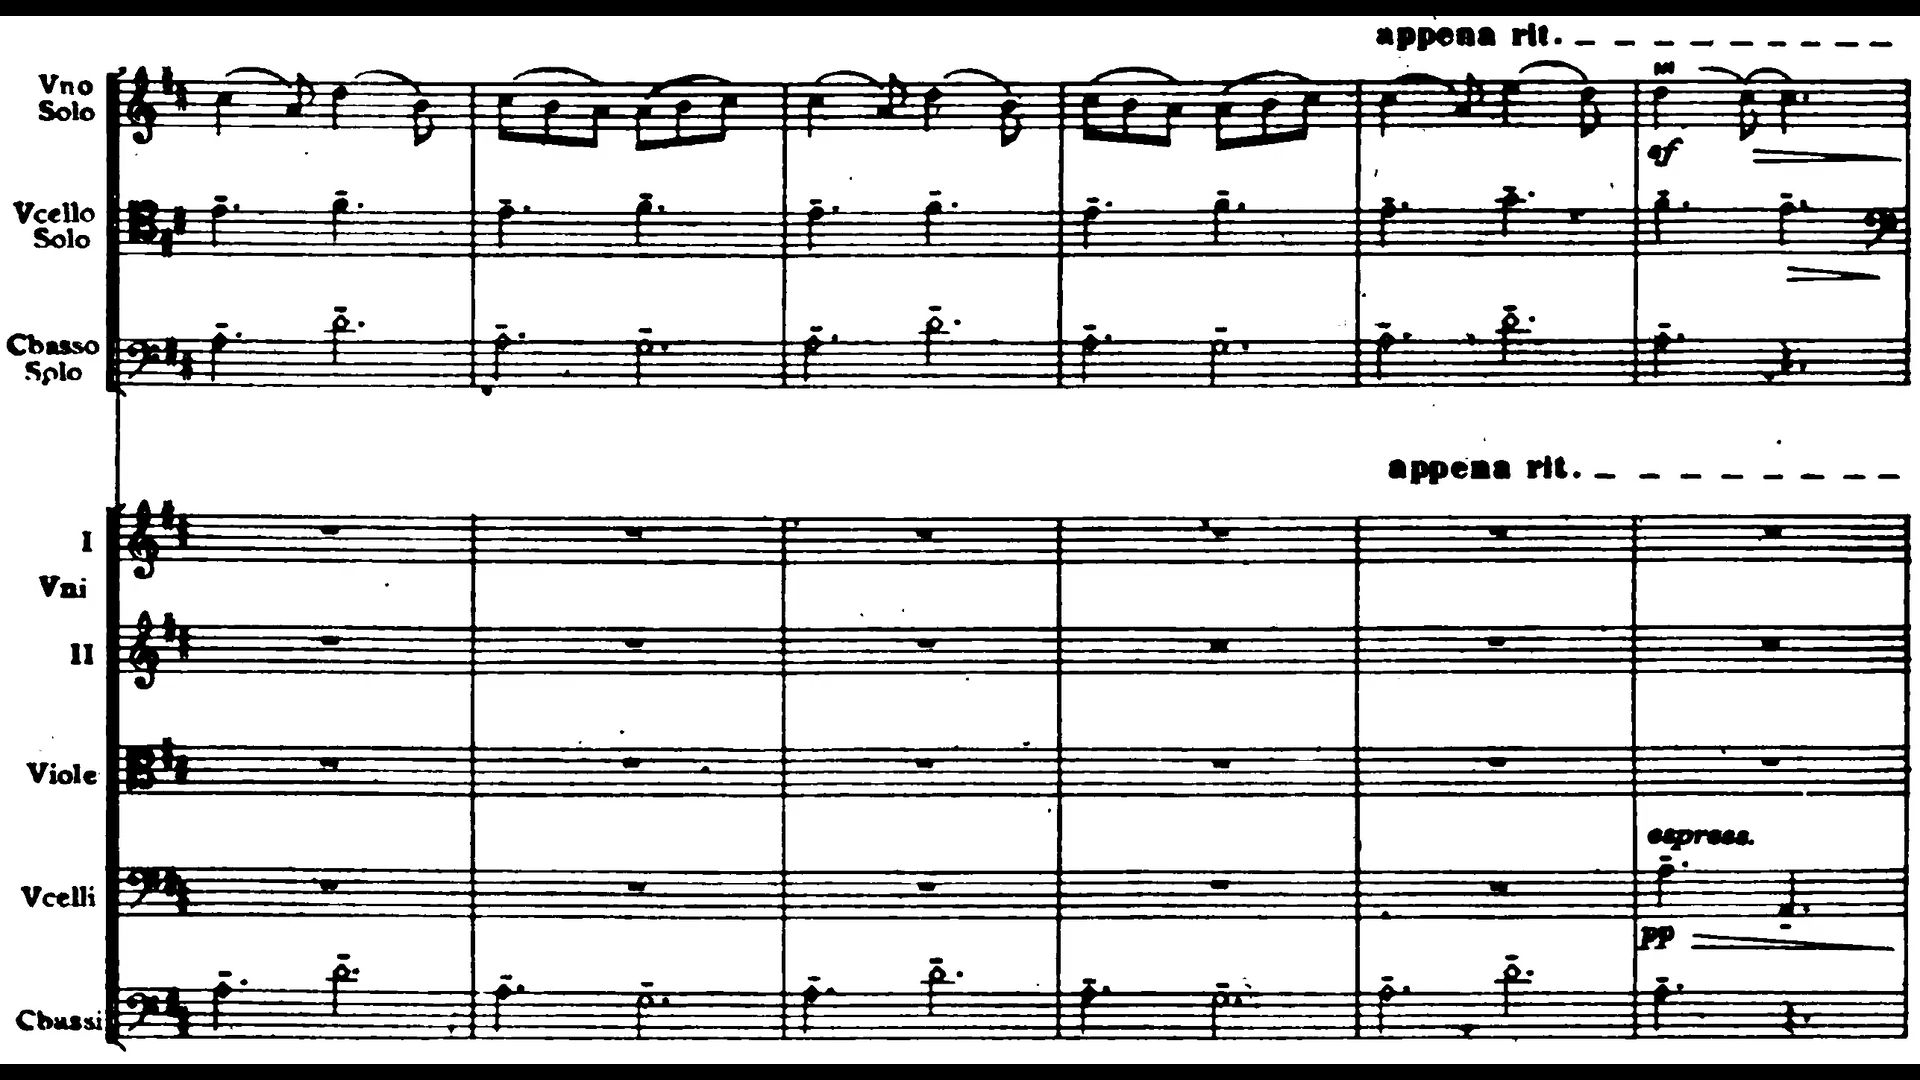 appena rit.
Vno
Solo
sf
Vcello
Solo
Cbasso
Solo
appena rit.
I
Vni
II
Viole
espress.
Vcelli
pp
Cbassi